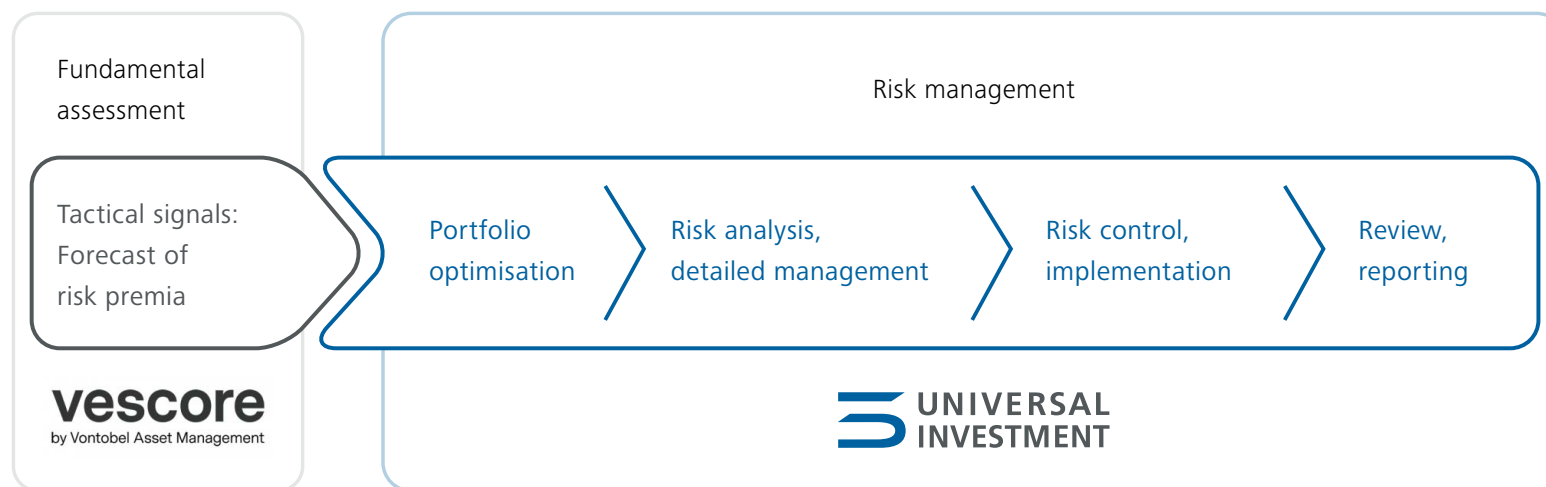 Fundamental
assessment
Risk management
Tactical signals:
Forecast of
risk premia
Portfolio
optimisation
Risk analysis,
detailed management
Risk control,
implementation
Review,
reporting
vescore
by Vontobel Asset Management
UNIVERSAL
INVESTMENT